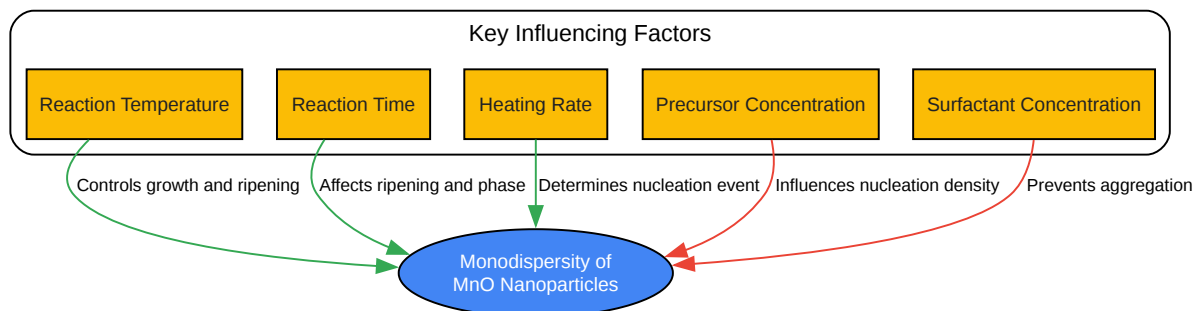 Key Influencing Factors
Reaction Temperature
Reaction Time
Heating Rate
Precursor Concentration
Surfactant Concentration
Controls growth and ripening
Affects ripening and phase
Determines nucleation event
Influences nucleation density
Prevents aggregation
Monodispersity of
MnO Nanoparticles